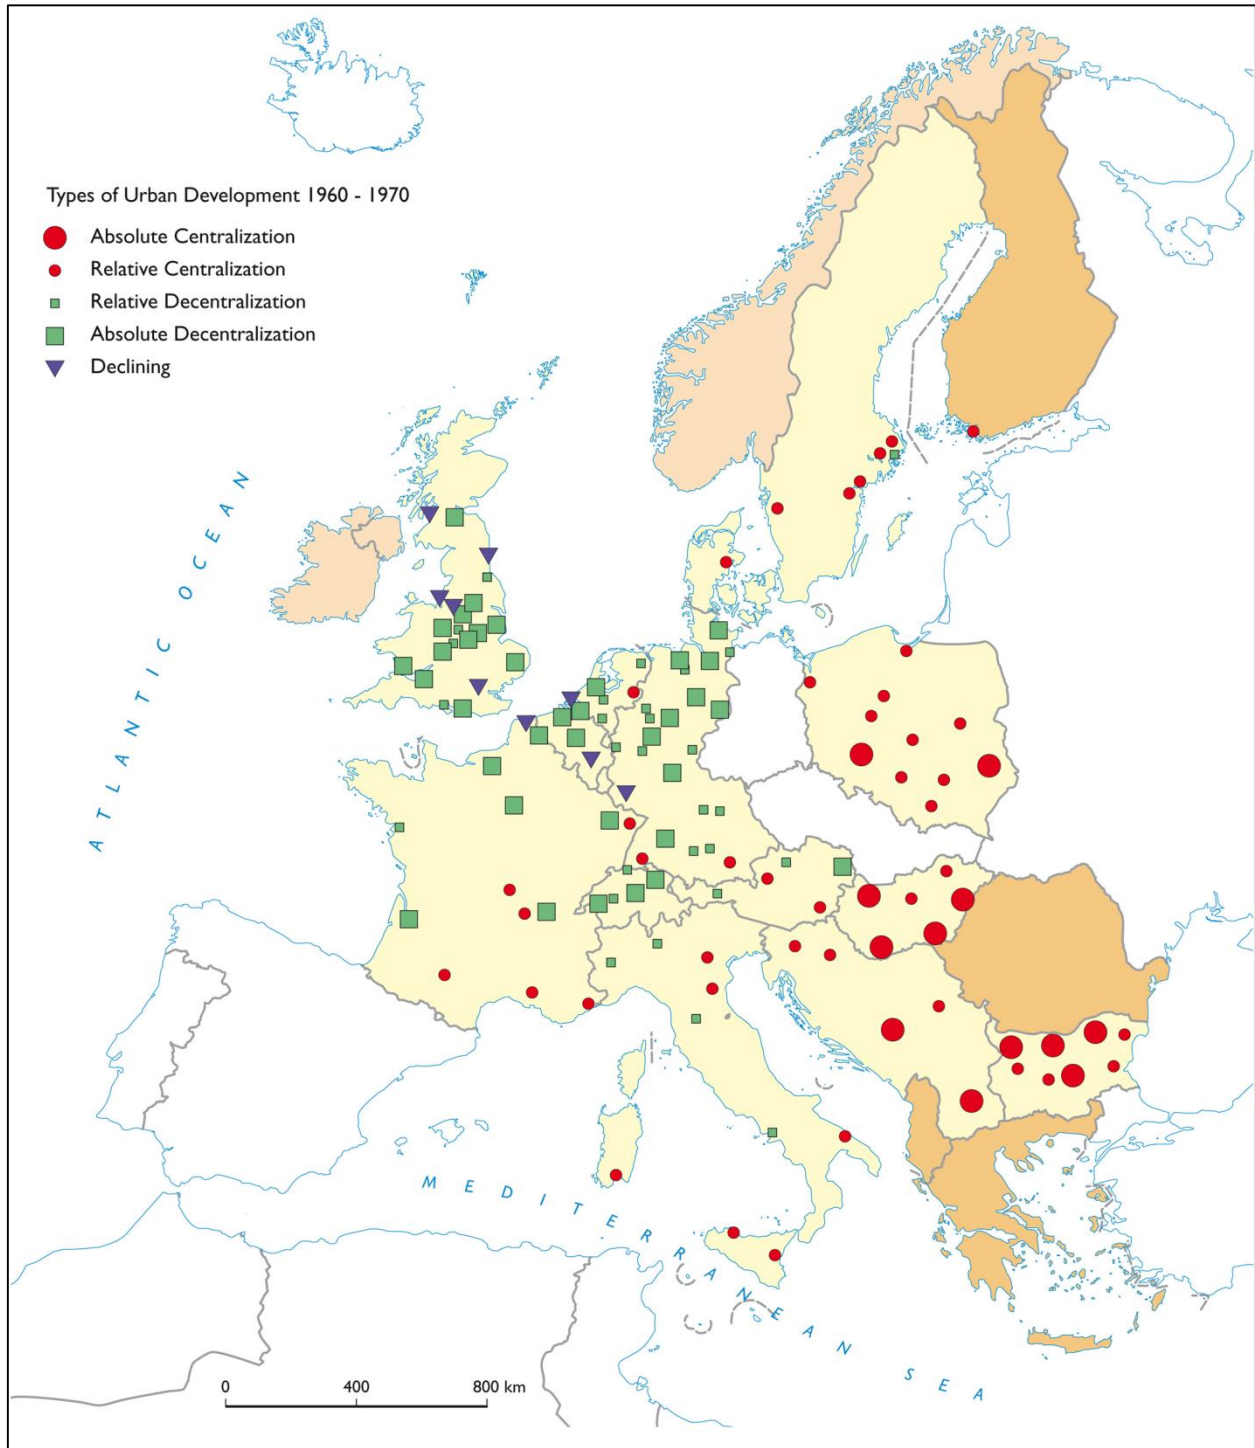 Types of Urban Development 1960 - 1970
Absolute Centralization
Relative Centralization
Relative Decentralization
Absolute Decentralization
Declining
ATLANTIC OCEAN
MEDITERRANEAN SEA
0 400 800 km